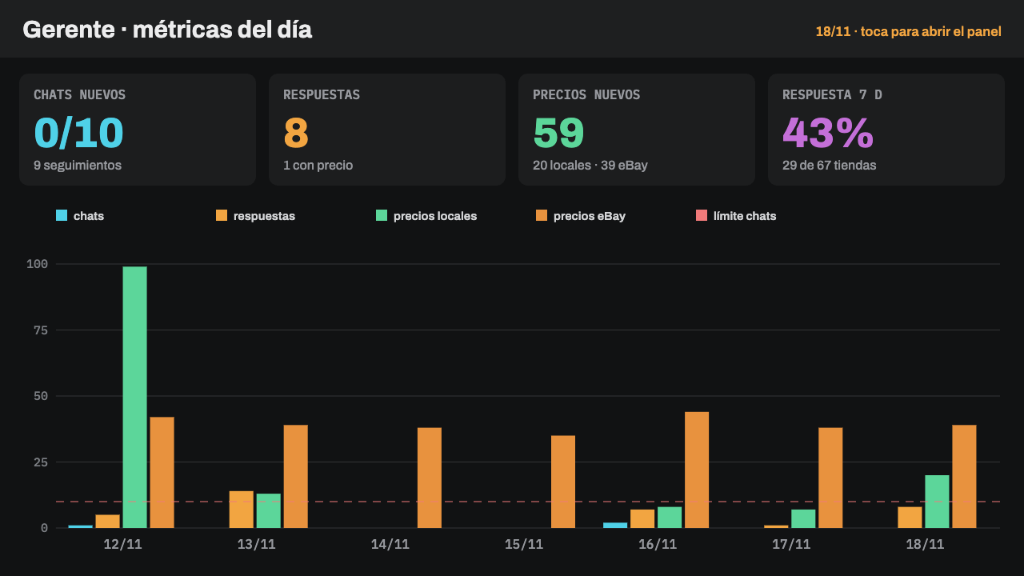 Gerente · métricas del día
18/11 · toca para abrir el panel
CHATS NUEVOS
0/10
9 seguimientos
RESPUESTAS
8
1 con precio
PRECIOS NUEVOS
59
20 locales · 39 eBay
RESPUESTA 7 D
43%
29 de 67 tiendas
chats
respuestas
precios locales
precios eBay
límite chats
100
75
50
25
0
12/11
13/11
14/11
15/11
16/11
17/11
18/11